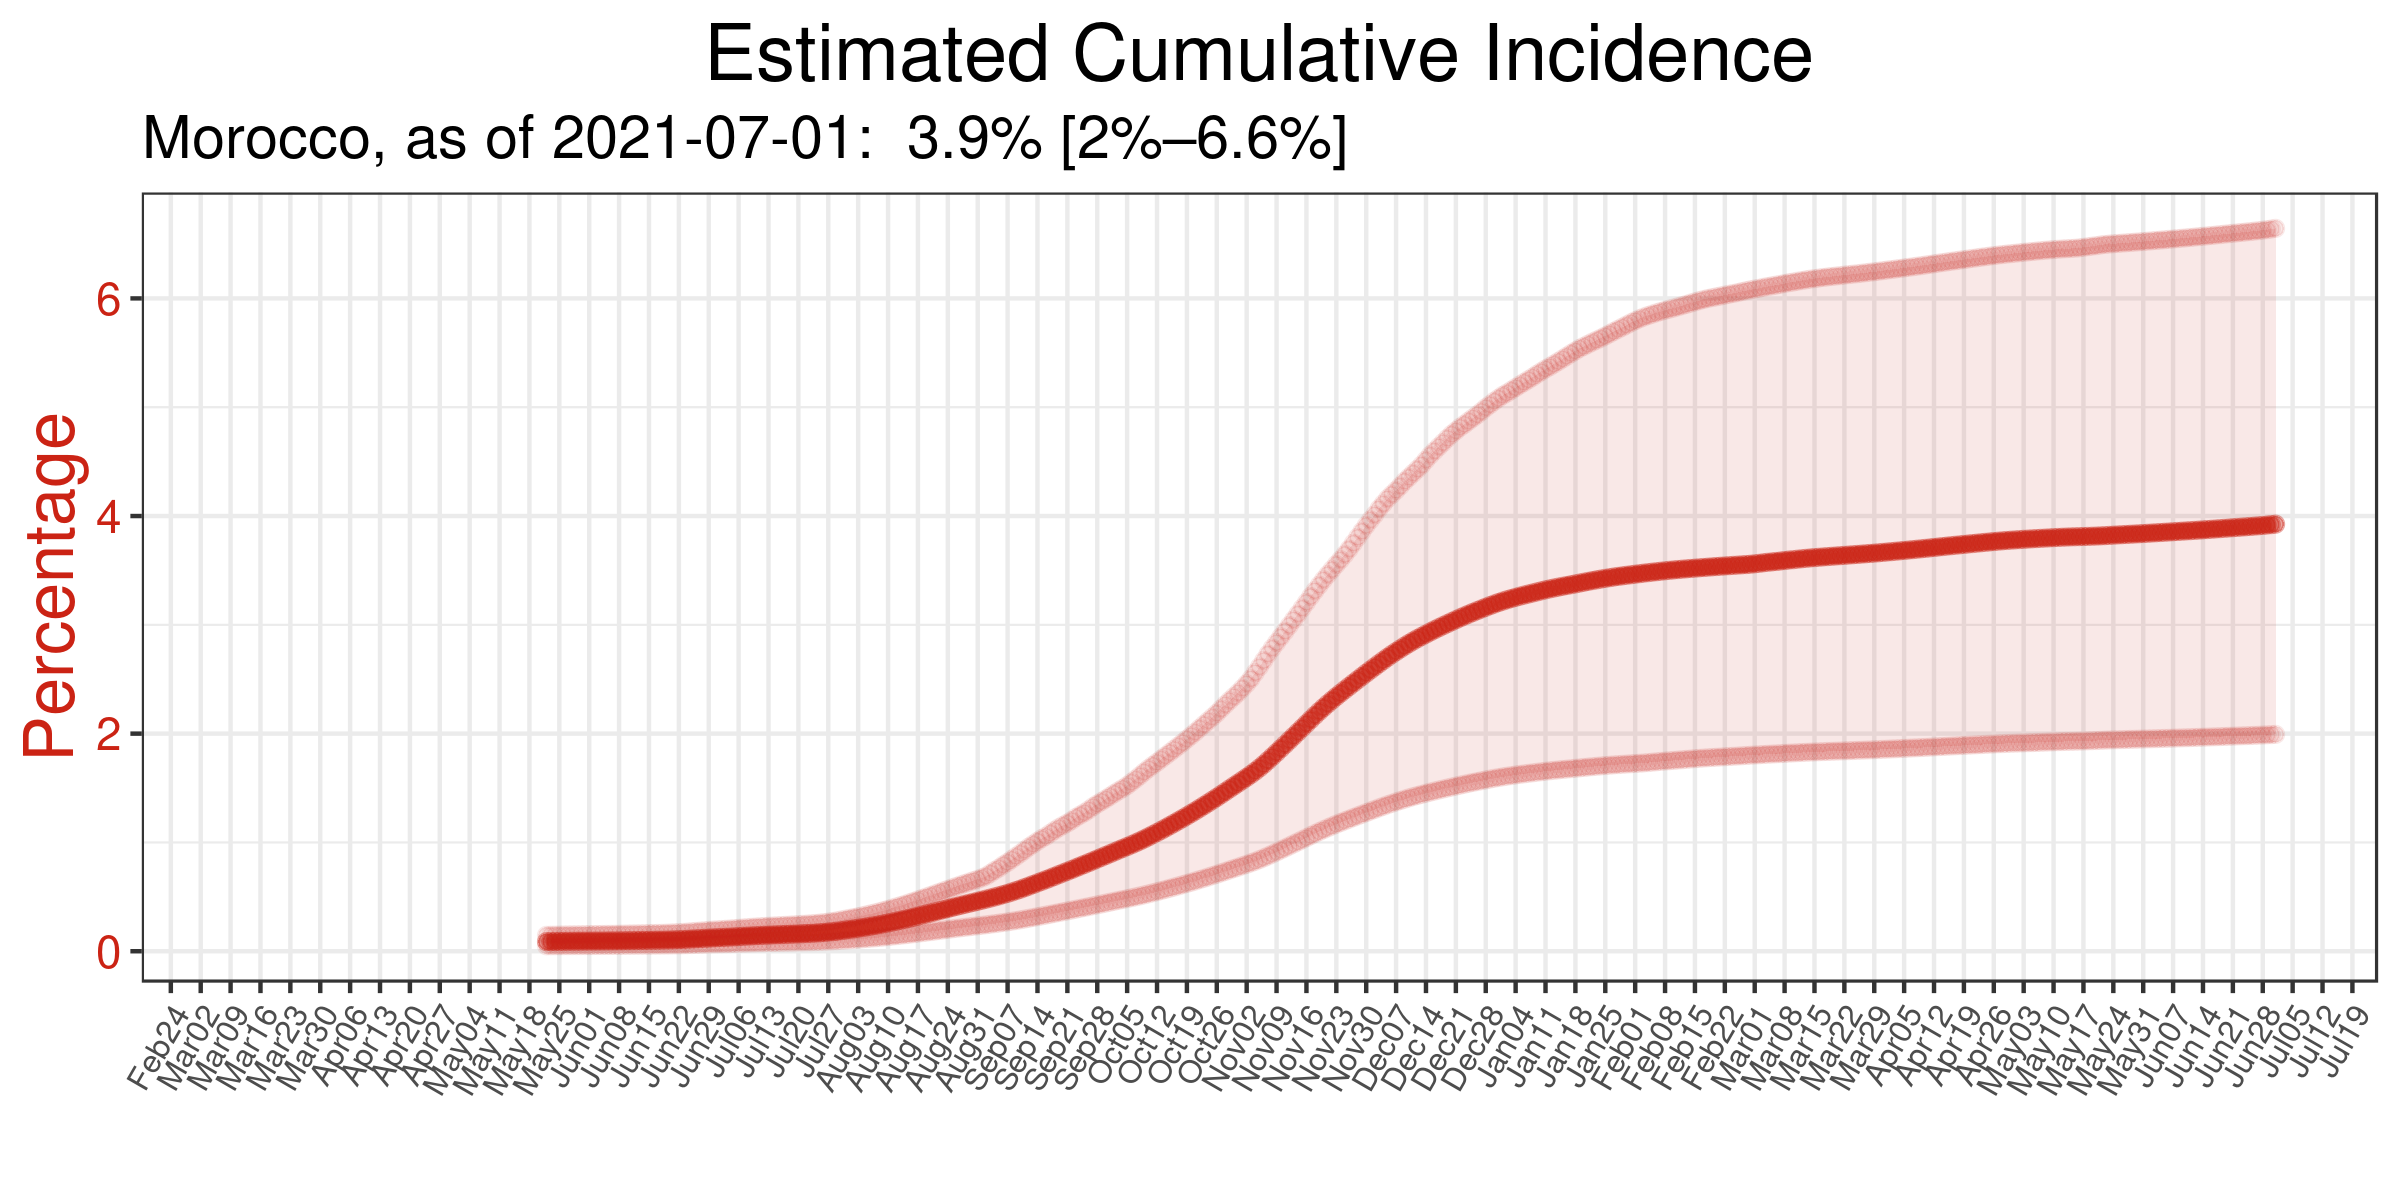 Estimated Cumulative Incidence
Morocco, as of 2021-07-01:  3.9% [2%–6.6%]
Percentage
6
4
2
0
Feb24
Mar02
Mar09
Mar16
Mar23
Mar30
Apr06
Apr13
Apr20
Apr27
May04
May11
May18
May25
Jun01
Jun08
Jun15
Jun22
Jun29
Jul06
Jul13
Jul20
Jul27
Aug03
Aug10
Aug17
Aug24
Aug31
Sep07
Sep14
Sep21
Sep28
Oct05
Oct12
Oct19
Oct26
Nov02
Nov09
Nov16
Nov23
Nov30
Dec07
Dec14
Dec21
Dec28
Jan04
Jan11
Jan18
Jan25
Feb01
Feb08
Feb15
Feb22
Mar01
Mar08
Mar15
Mar22
Mar29
Apr05
Apr12
Apr19
Apr26
May03
May10
May17
May24
May31
Jun07
Jun14
Jun21
Jun28
Jul05
Jul12
Jul19